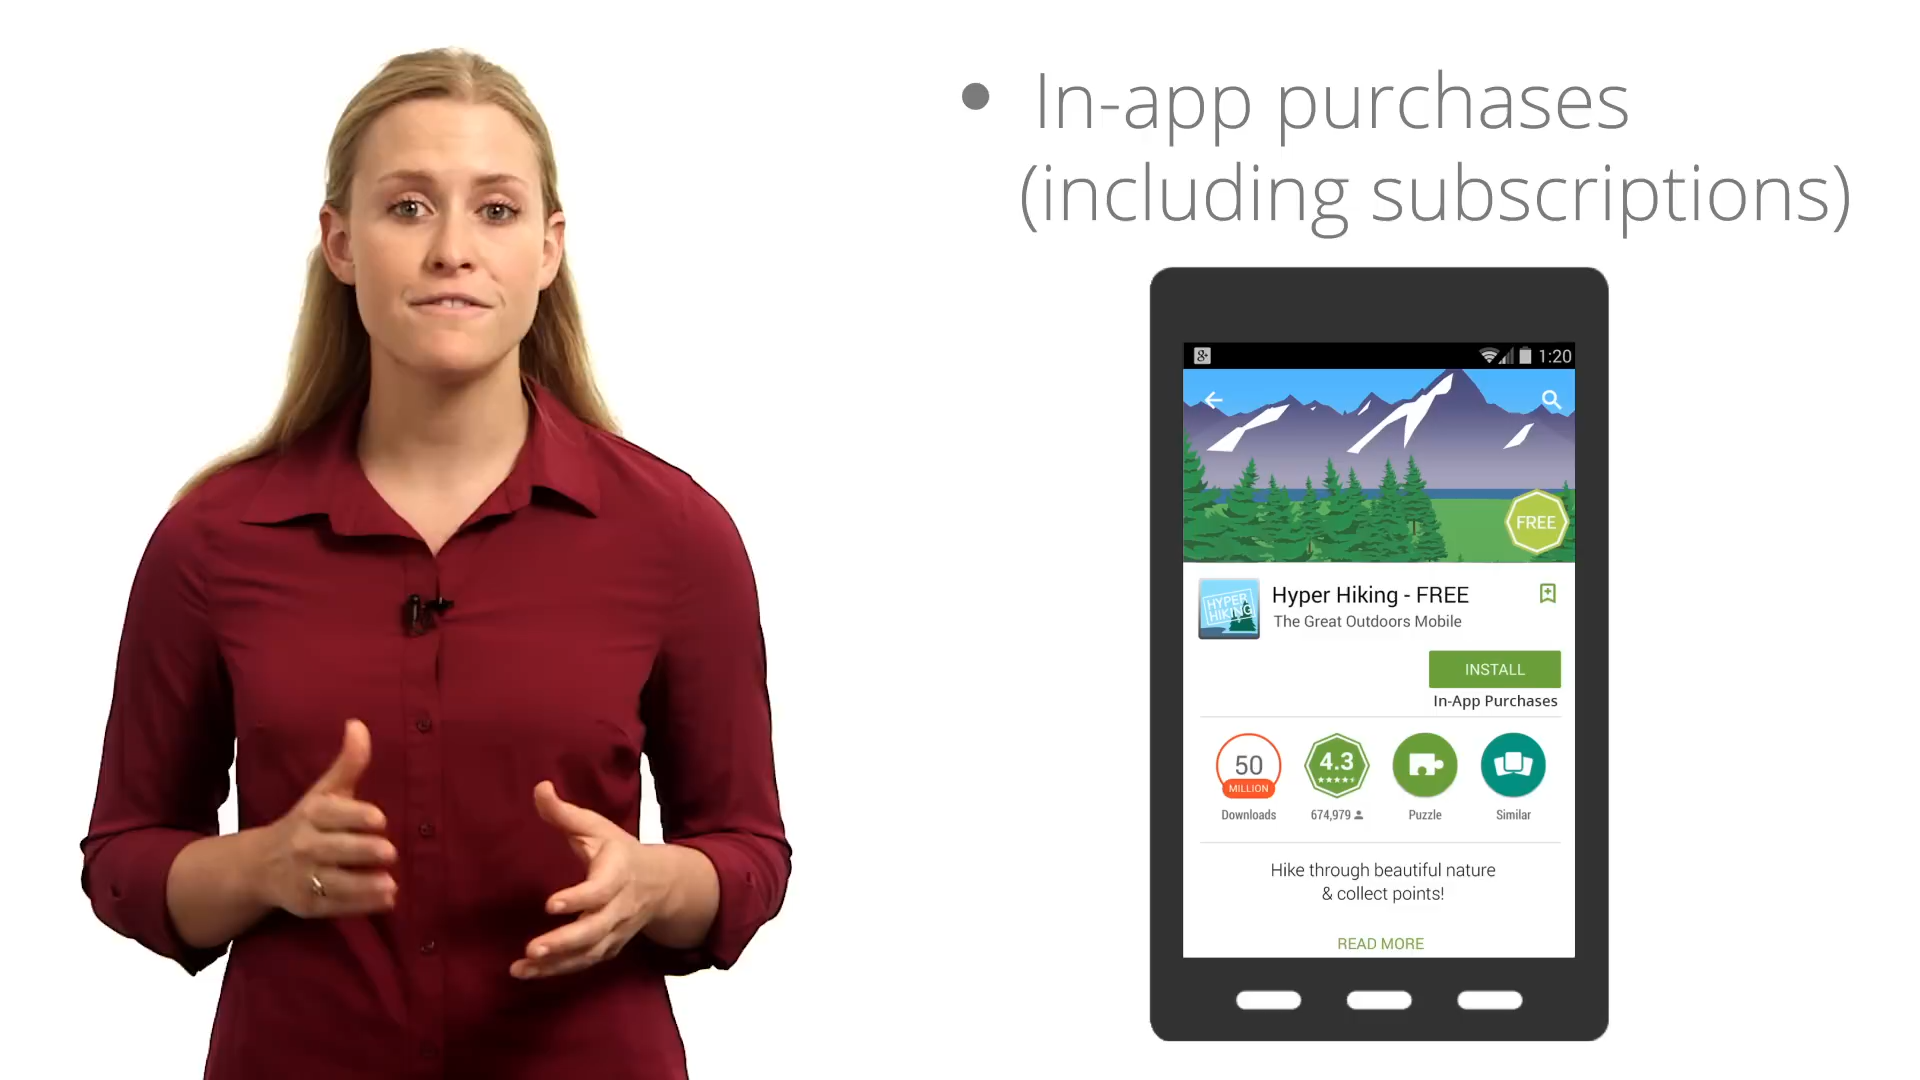 • In-app purchases
(including subscriptions)
8+
1:20
FREE
HYPER
HIKING
Hyper Hiking - FREE
The Great Outdoors Mobile
INSTALL
In-App Purchases
50
MILLION
4.3
Downloads
674,979
Puzzle
Similar
Hike through beautiful nature
& collect points!
READ MORE